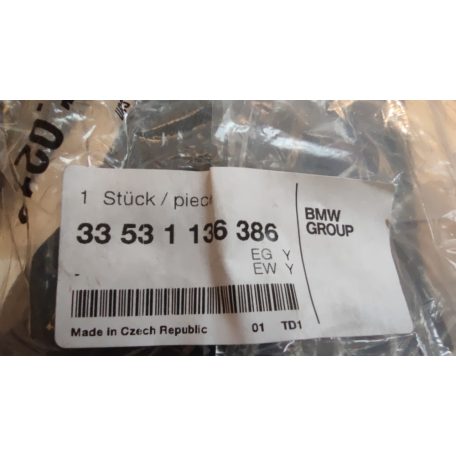 1 Stück / piec
33 53 1 136 386
EG Y
EW Y
BMW
GROUP
Made in Czech Republic 01 TD1